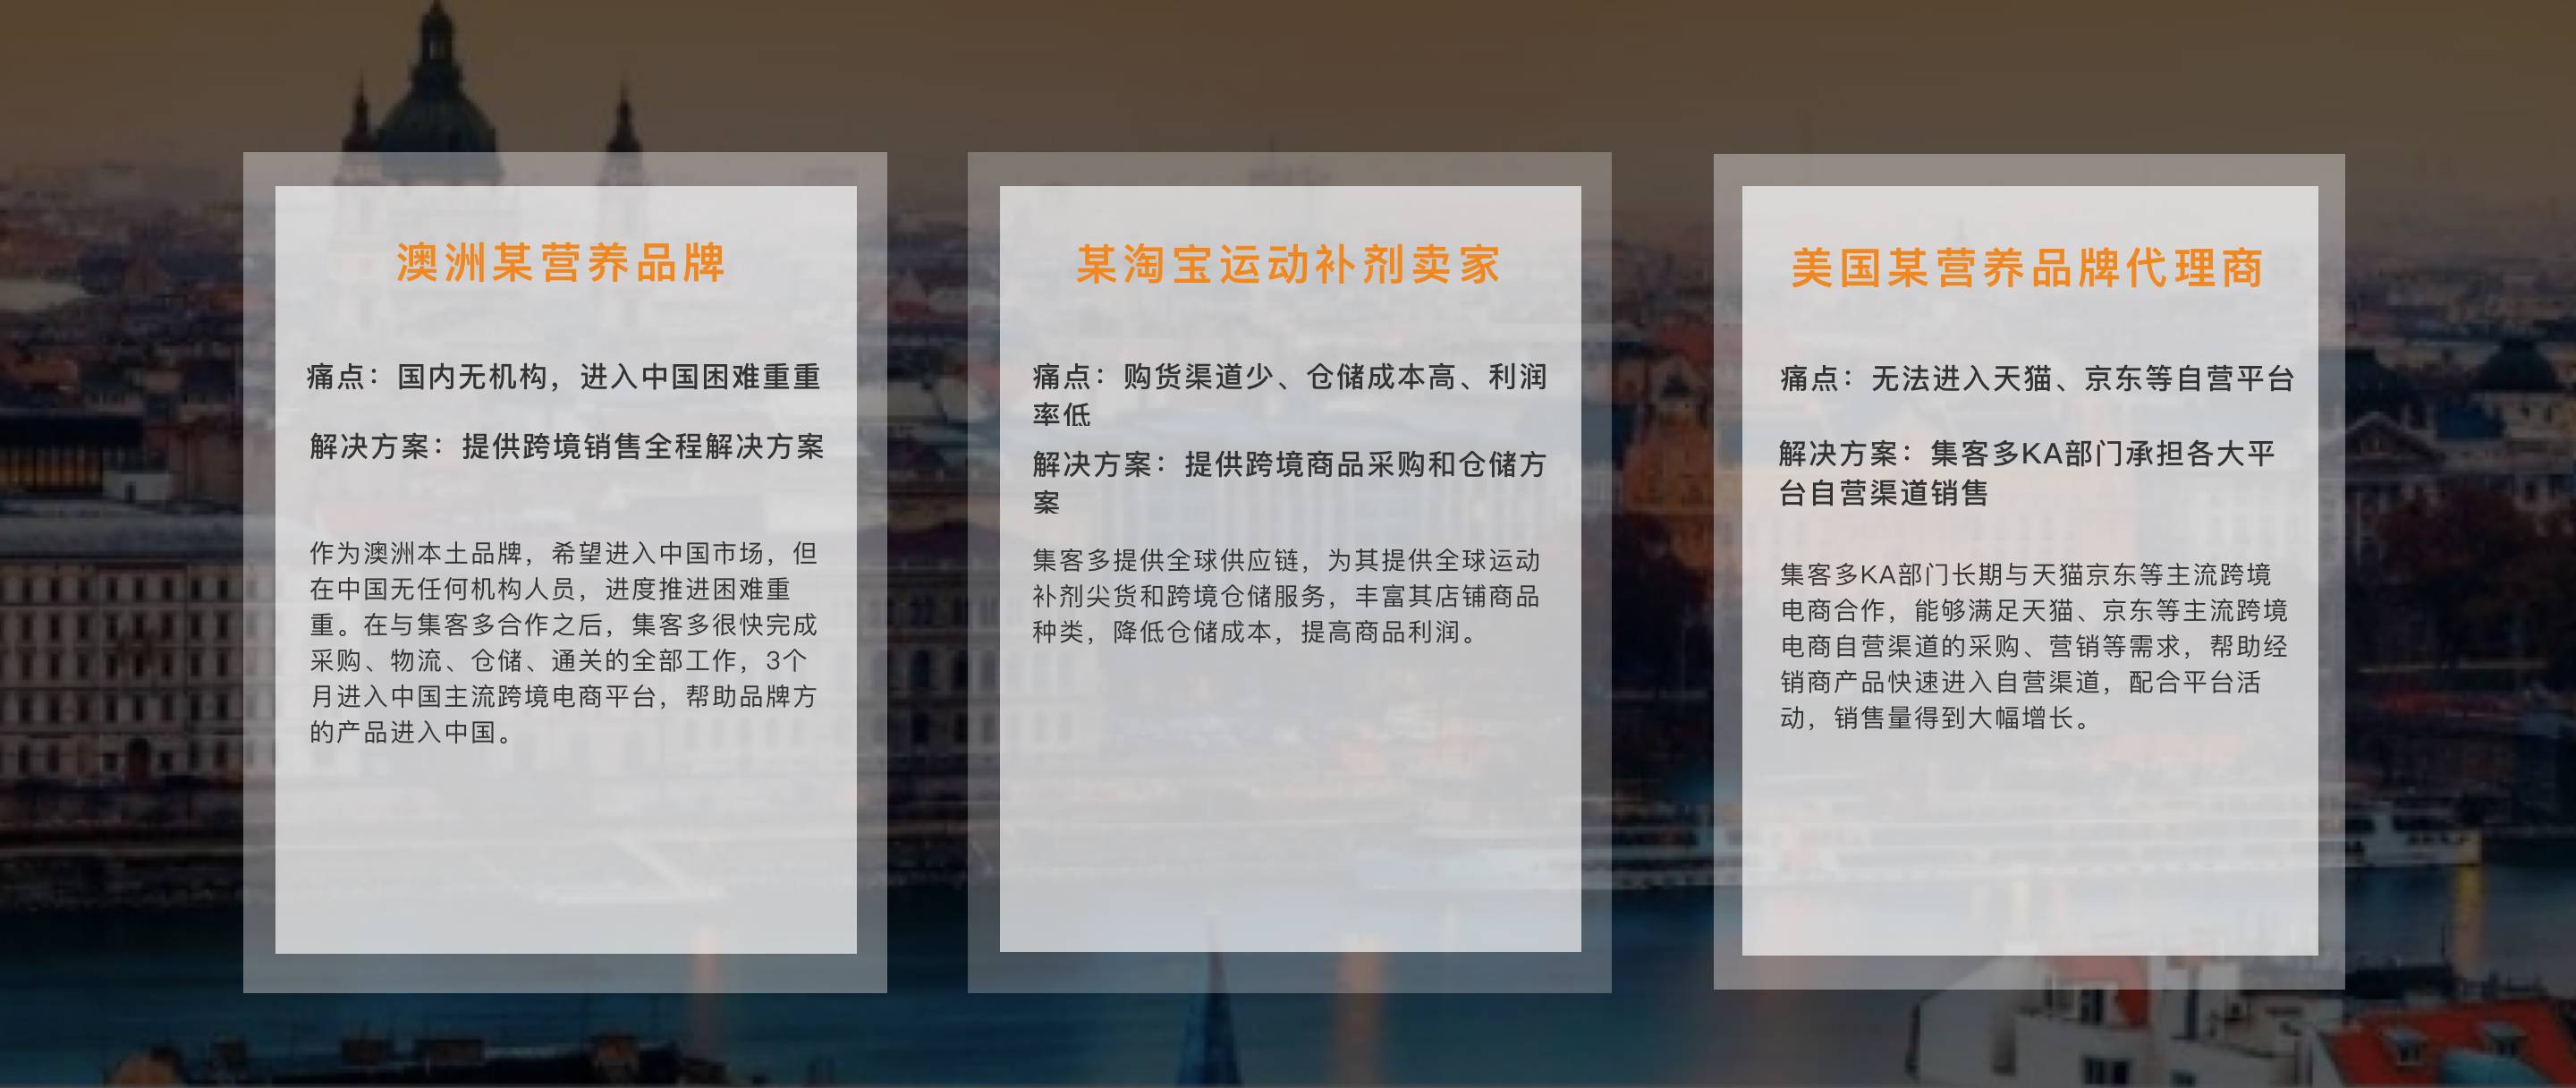 澳洲某营养品牌
痛点：国内无机构，进入中国困难重重
解决方案：提供跨境销售全程解决方案
作为澳洲本土品牌，希望进入中国市场，但
在中国无任何机构人员，进度推进困难重
重。在与集客多合作之后，集客多很快完成
采购、物流、仓储、通关的全部工作，3个
月进入中国主流跨境电商平台，帮助品牌方
的产品进入中国。
某淘宝运动补剂卖家
痛点：购货渠道少、仓储成本高、利润
率低
解决方案：提供跨境商品采购和仓储方
案
集客多提供全球供应链，为其提供全球运动
补剂尖货和跨境仓储服务，丰富其店铺商品
种类，降低仓储成本，提高商品利润。
美国某营养品牌代理商
痛点：无法进入天猫、京东等自营平台
解决方案：集客多KA部门承担各大平
台自营渠道销售
集客多KA部门长期与天猫京东等主流跨境
电商合作，能够满足天猫、京东等主流跨境
电商自营渠道的采购、营销等需求，帮助经
销商产品快速进入自营渠道，配合平台活
动，销售量得到大幅增长。